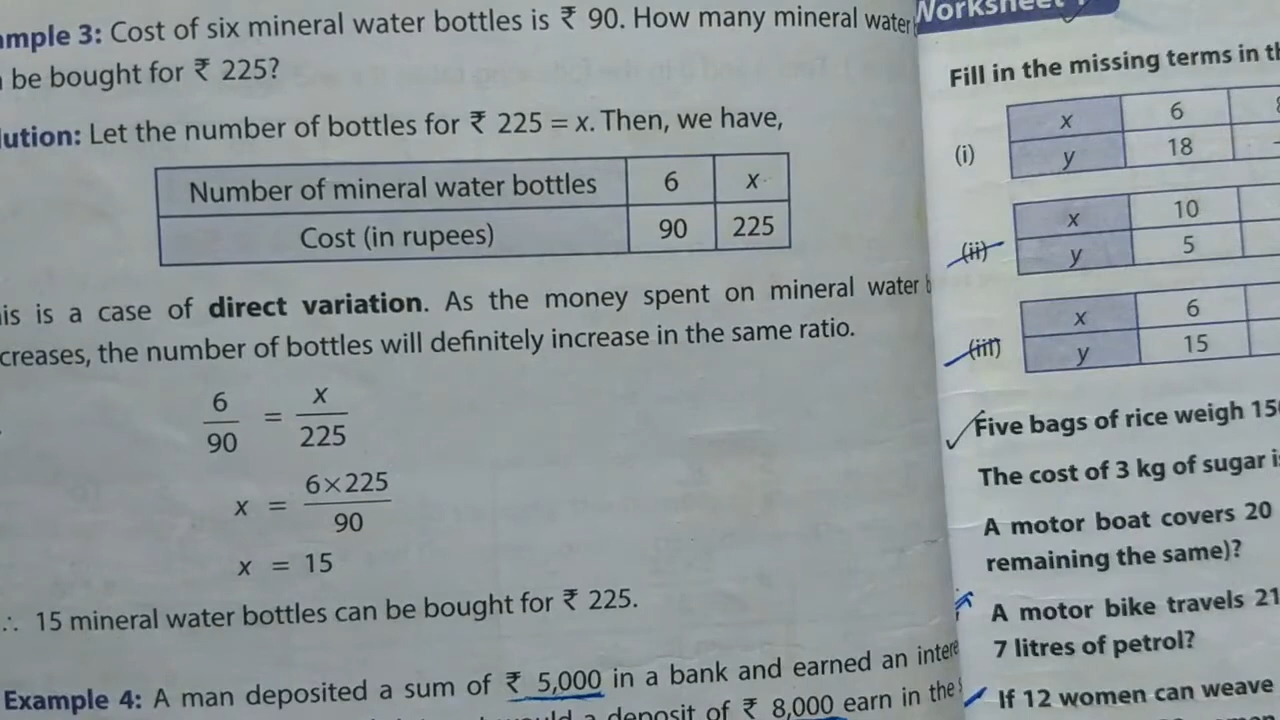 ample 3: Cost of six mineral water bottles is ₹ 90. How many mineral water
be bought for ₹ 225?
lution: Let the number of bottles for ₹ 225 = x. Then, we have,
Number of mineral water bottles 6 x
Cost (in rupees) 90 225
is is a case of direct variation. As the money spent on mineral water
creases, the number of bottles will definitely increase in the same ratio.
6/90 = x/225
x = 6×225/90
x = 15
∴ 15 mineral water bottles can be bought for ₹ 225.
Example 4: A man deposited a sum of ₹ 5,000 in a bank and earned an intere
a deposit of ₹ 8,000 earn in the
Worksheet
Fill in the missing terms in th
(i)
x 6
y 18
(ii)
x 10
y 5
(iii)
x 6
y 15
Five bags of rice weigh 15
The cost of 3 kg of sugar i
A motor boat covers 20
remaining the same)?
A motor bike travels 21
7 litres of petrol?
If 12 women can weave